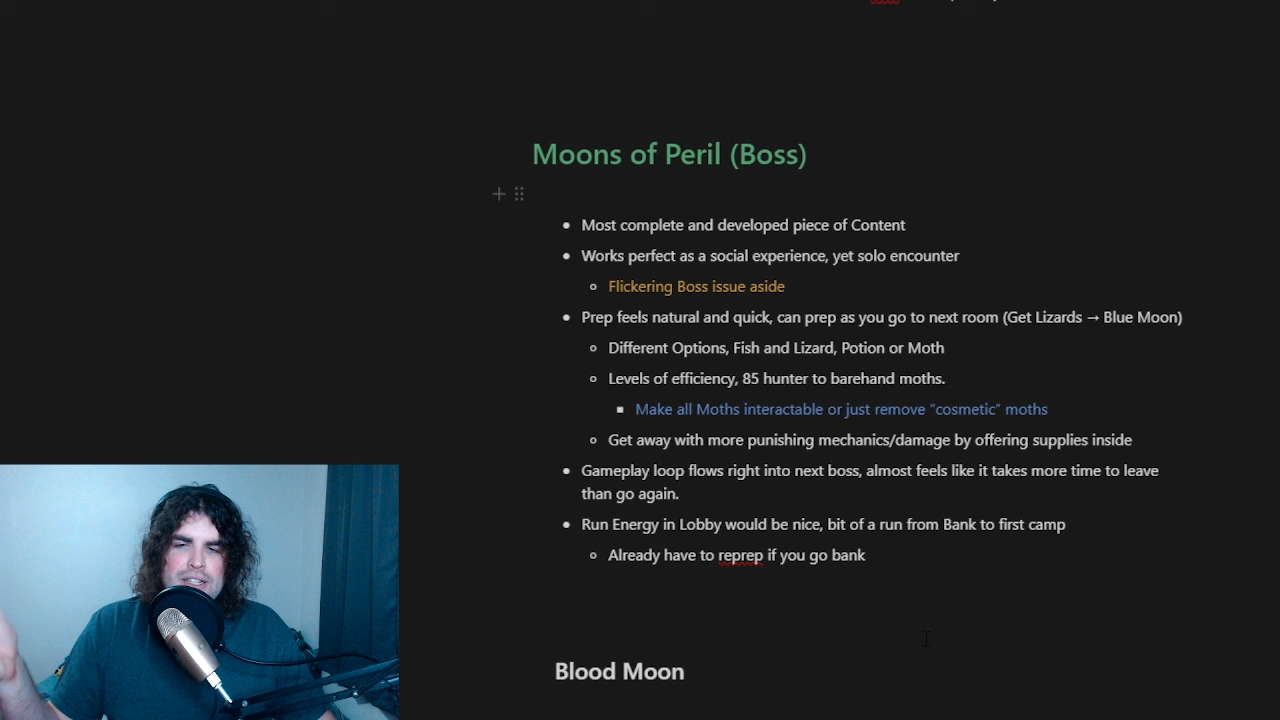 Moons of Peril (Boss)
Most complete and developed piece of Content
Works perfect as a social experience, yet solo encounter
Flickering Boss issue aside
Prep feels natural and quick, can prep as you go to next room (Get Lizards → Blue Moon)
Different Options, Fish and Lizard, Potion or Moth
Levels of efficiency, 85 hunter to barehand moths.
Make all Moths interactable or just remove "cosmetic" moths
Get away with more punishing mechanics/damage by offering supplies inside
Gameplay loop flows right into next boss, almost feels like it takes more time to leave
than go again.
Run Energy in Lobby would be nice, bit of a run from Bank to first camp
Already have to reprep if you go bank
Blood Moon